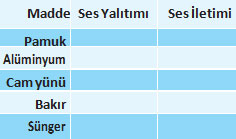 Madde Ses Yalıtımı Ses İletimi
Pamuk
Alüminyum
Cam yünü
Bakır
Sünger